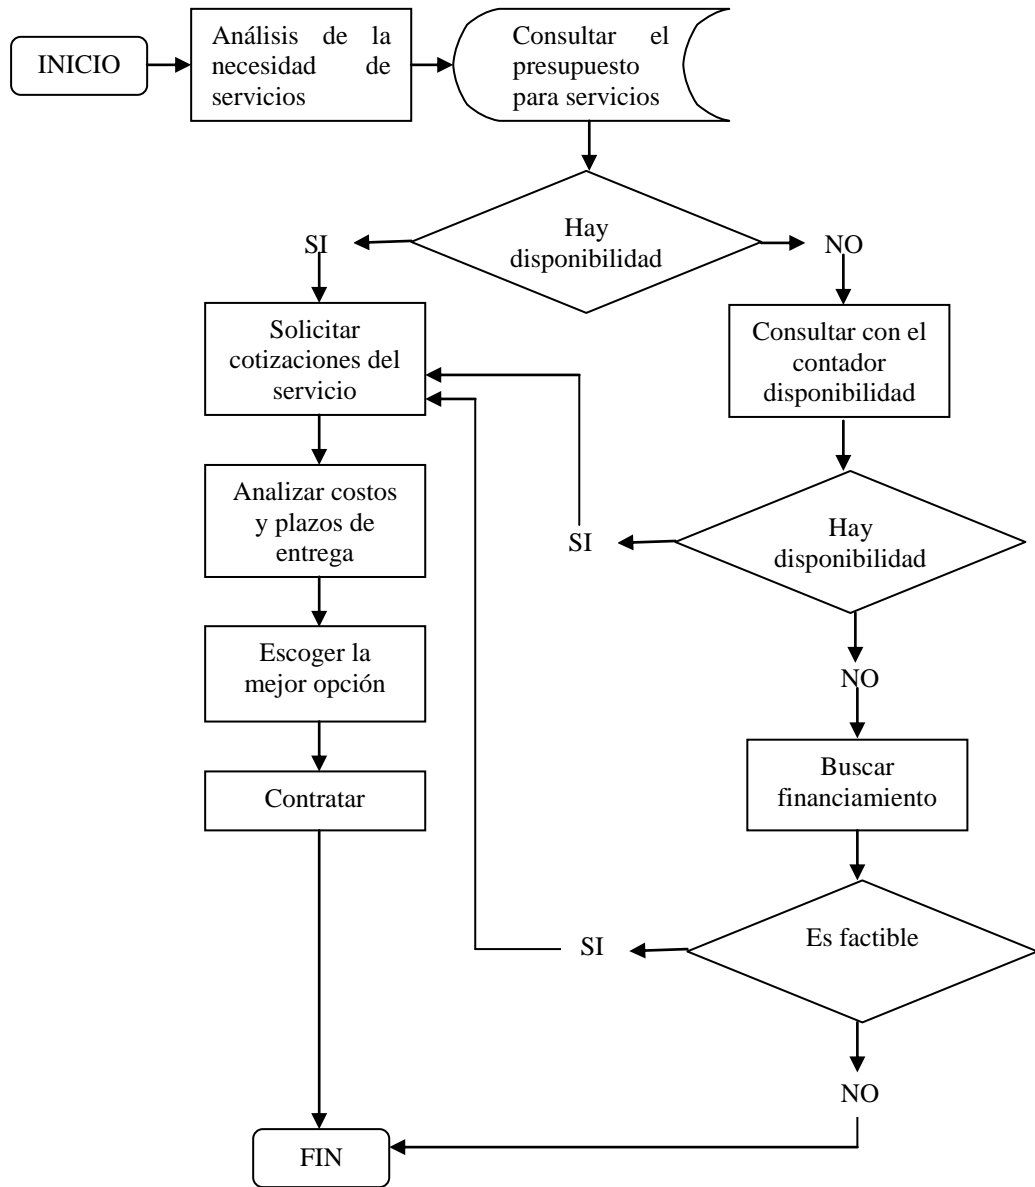 INICIO
Análisis de la
necesidad de
servicios
Consultar el
presupuesto
para servicios
Hay
disponibilidad
SI
NO
Solicitar
cotizaciones del
servicio
Consultar con el
contador
disponibilidad
Analizar costos
y plazos de
entrega
Hay
disponibilidad
SI
NO
Escoger la
mejor opción
Buscar
financiamiento
Contratar
Es factible
SI
NO
FIN